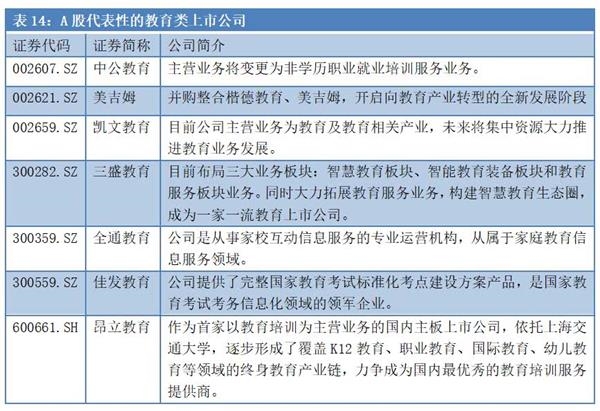 表 14：A 股代表性的教育类上市公司
证券代码 证券简称 公司简介
002607.SZ 中公教育 主营业务将变更为非学历职业就业培训服务业务。
002621.SZ 美吉姆 并购整合楷德教育、美吉姆，开启向教育产业转型的全新发展阶段
002659.SZ 凯文教育 目前公司主营业务为教育及教育相关产业，未来将集中资源大力推
进教育业务发展。
300282.SZ 三盛教育 目前布局三大业务板块：智慧教育板块、智能教育装备板块和教育
服务板块业务。同时大力拓展教育服务业务，构建智慧教育生态圈，
成为一家一流教育上市公司。
300359.SZ 全通教育 公司是从事家校互动信息服务的专业运营机构，从属于家庭教育信
息服务领域。
300559.SZ 佳发教育 公司提供了完整国家教育考试标准化考点建设方案产品，是国家教
育考试考务信息化领域的领军企业。
600661.SH 昂立教育 作为首家以教育培训为主营业务的国内主板上市公司，依托上海交
通大学，逐步形成了覆盖 K12 教育、职业教育、国际教育、幼儿教
育等领域的终身教育产业链，力争成为国内最优秀的教育培训服务
提供商。